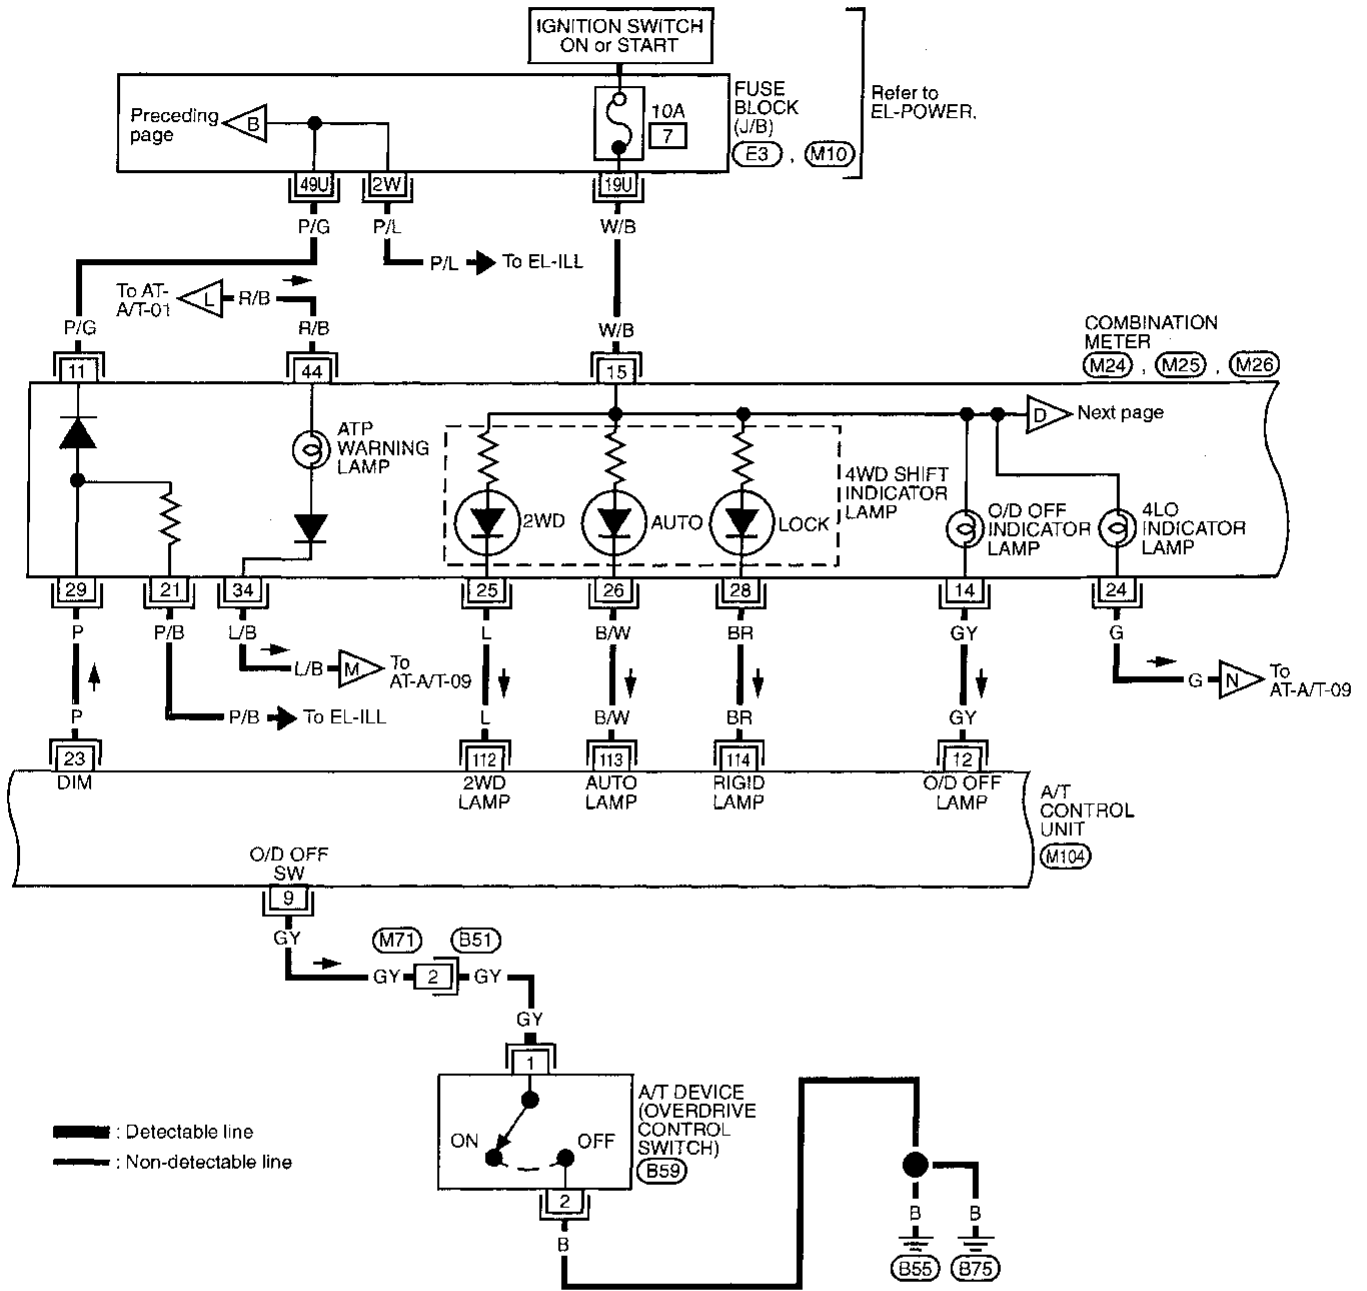 IGNITION SWITCH
ON or START
Refer to
EL-POWER.
FUSE
BLOCK
(J/B)
E3 , M10
10A
7
Preceding
page
B
49U
2W
19U
P/G
P/L
W/B
P/L
To EL-ILL
To AT-
A/T-01
L
R/B
P/G
R/B
W/B
COMBINATION
METER
M24 , M25 , M26
11
44
15
D
Next page
ATP
WARNING
LAMP
2WD
AUTO
LOCK
4WD SHIFT
INDICATOR
LAMP
O/D OFF
INDICATOR
LAMP
4LO
INDICATOR
LAMP
29
21
34
25
26
28
14
24
P
P/B
L/B
L
B/W
BR
GY
G
L/B
M
To
AT-A/T-09
G
N
To
AT-A/T-09
P
P/B
To EL-ILL
L
B/W
BR
GY
23
112
113
114
12
DIM
2WD
LAMP
AUTO
LAMP
RIGID
LAMP
O/D OFF
LAMP
A/T
CONTROL
UNIT
M104
O/D OFF
SW
9
GY
M71
B51
GY
2
GY
GY
1
A/T DEVICE
(OVERDRIVE
CONTROL
SWITCH)
B59
ON
OFF
2
B
: Detectable line
: Non-detectable line
B
B
B55
B75